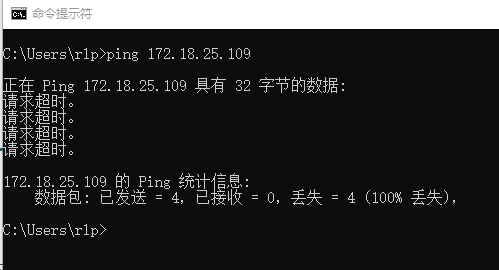 命令提示符
C:\Users\rlp>ping 172.18.25.109
正在 Ping 172.18.25.109 具有 32 字节的数据:
请求超时。
请求超时。
请求超时。
请求超时。
172.18.25.109 的 Ping 统计信息:
数据包: 已发送 = 4, 已接收 = 0, 丢失 = 4 (100% 丢失),
C:\Users\rlp>